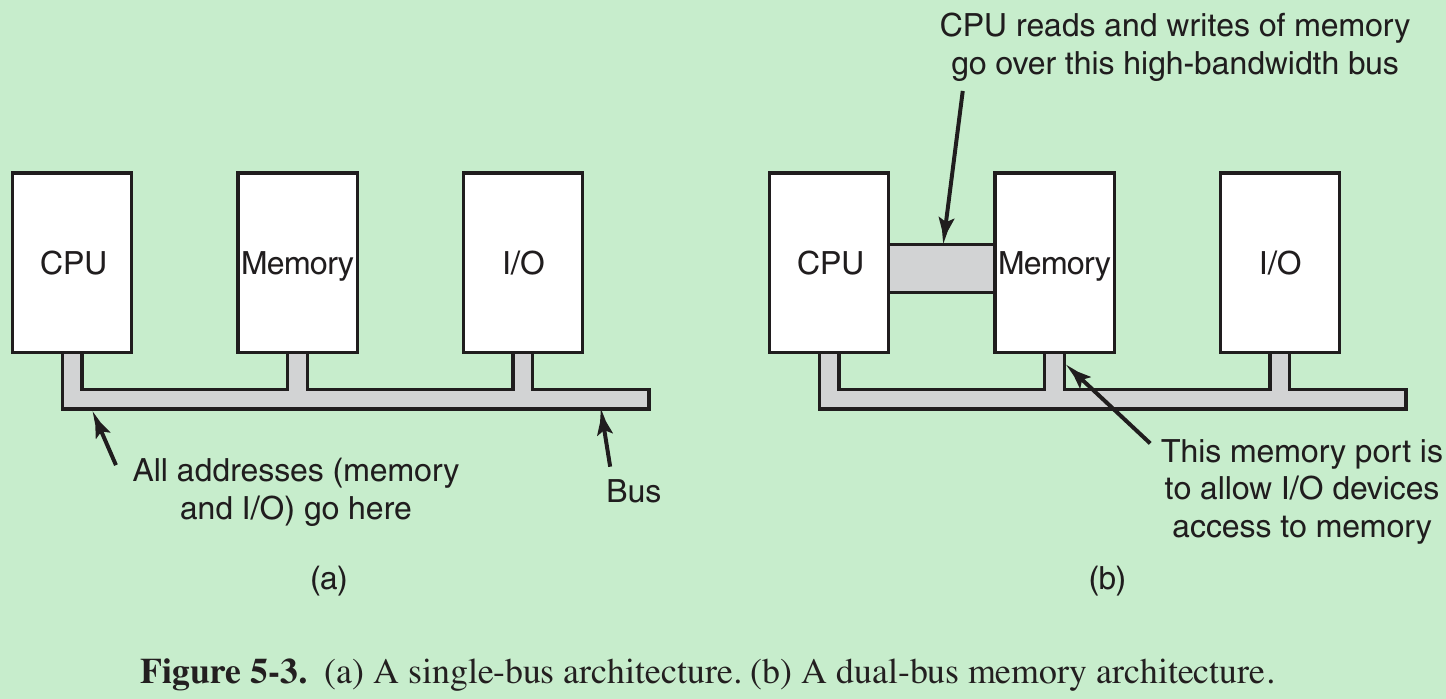 CPU reads and writes of memory
go over this high-bandwidth bus
CPU
Memory
I/O
CPU
Memory
I/O
All addresses (memory
and I/O) go here
Bus
This memory port is
to allow I/O devices
access to memory
(a)
(b)
Figure 5-3. (a) A single-bus architecture. (b) A dual-bus memory architecture.